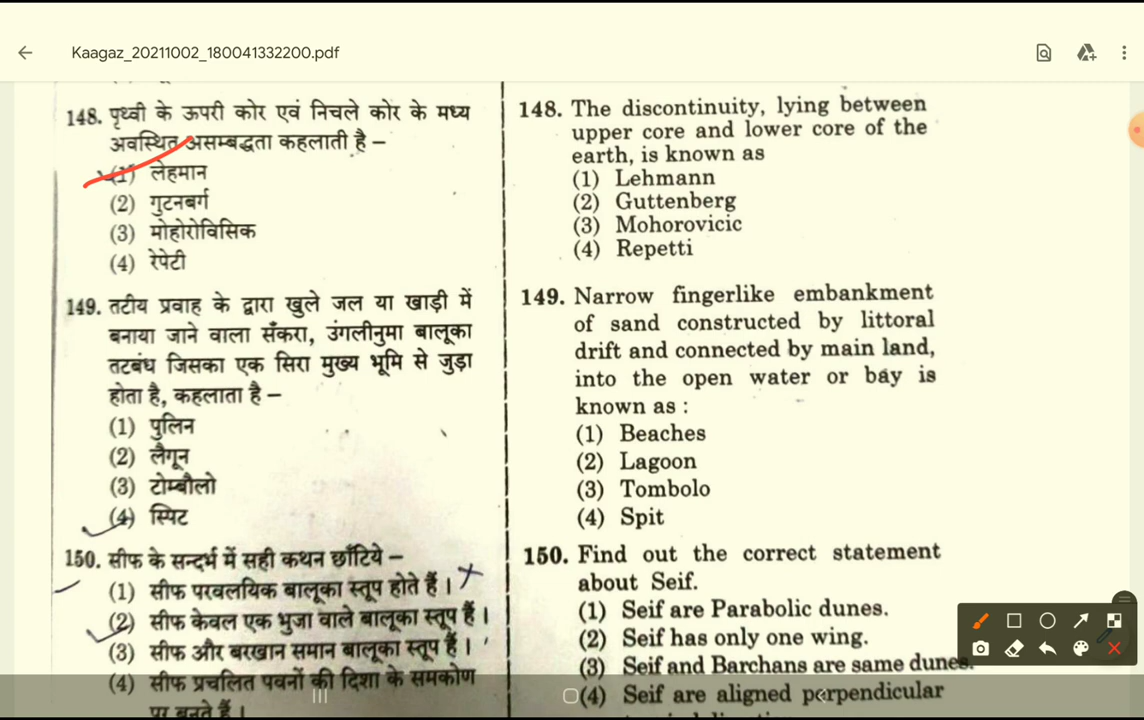 Kaagaz_20211002_180041332200.pdf
148. पृथ्वी के ऊपरी कोर एवं निचले कोर के मध्य
अवस्थित असम्बद्धता कहलाती है –
(1) लेहमान
(2) गुटनबर्ग
(3) मोहोरोविसिक
(4) रेपेटी
149. तटीय प्रवाह के द्वारा खुले जल या खाड़ी में
बनाया जाने वाला सँकरा, उंगलीनुमा बालूका
तटबंध जिसका एक सिरा मुख्य भूमि से जुड़ा
होता है, कहलाता है –
(1) पुलिन
(2) लैगून
(3) टोम्बौलो
(4) स्पिट
150. सीफ के सन्दर्भ में सही कथन छाँटिये –
(1) सीफ परवलयिक बालूका स्तूप होते हैं ।
(2) सीफ केवल एक भुजा वाले बालूका स्तूप हैं ।
(3) सीफ और बरखान समान बालूका स्तूप हैं ।
(4) सीफ प्रचलित पवनों की दिशा के समकोण
पर बनते हैं ।
148. The discontinuity, lying between
upper core and lower core of the
earth, is known as
(1) Lehmann
(2) Guttenberg
(3) Mohorovicic
(4) Repetti
149. Narrow fingerlike embankment
of sand constructed by littoral
drift and connected by main land,
into the open water or bay is
known as :
(1) Beaches
(2) Lagoon
(3) Tombolo
(4) Spit
150. Find out the correct statement
about Seif.
(1) Seif are Parabolic dunes.
(2) Seif has only one wing.
(3) Seif and Barchans are same dunes.
(4) Seif are aligned perpendicular